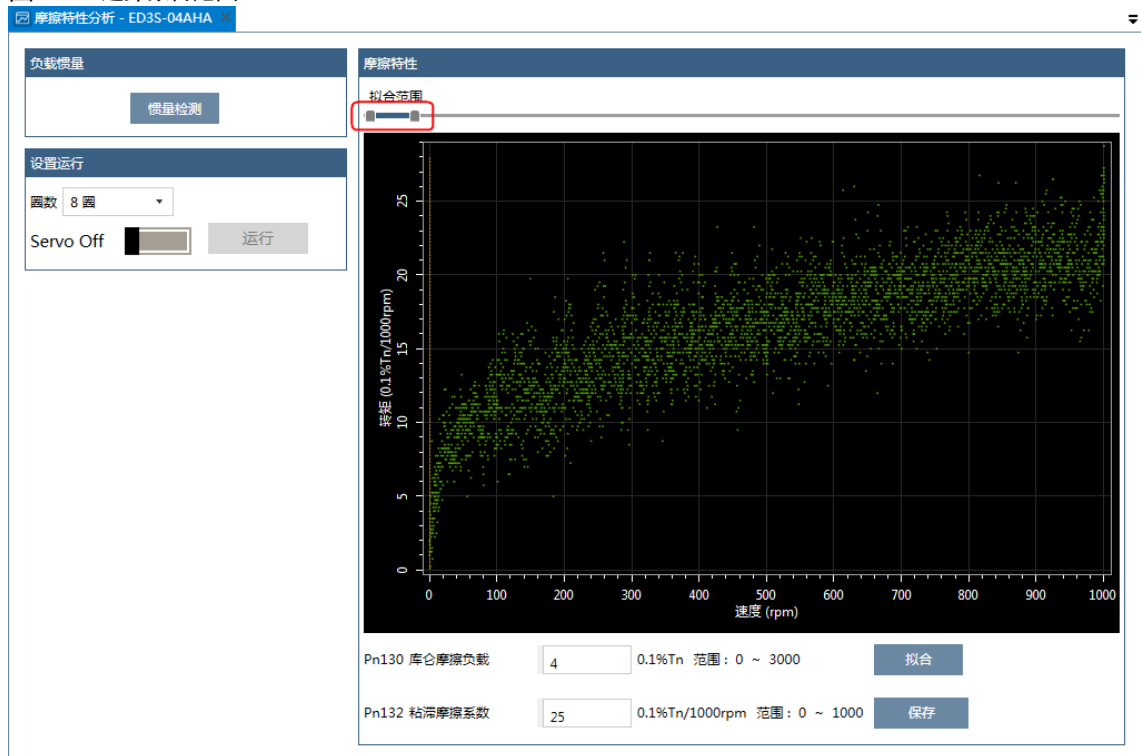 摩擦特性分析 - ED3S-04AHA ×
负载惯量
惯量检测
设置运行
圈数 8 圈
Servo Off 运行
摩擦特性
拟合范围
转矩 (0.1%Tn/1000rpm)
25
20
15
10
5
0
0 100 200 300 400 500 600 700 800 900 1000
速度 (rpm)
Pn130 库仑摩擦负载 4 0.1%Tn 范围: 0 ~ 3000 拟合
Pn132 粘滞摩擦系数 25 0.1%Tn/1000rpm 范围: 0 ~ 1000 保存